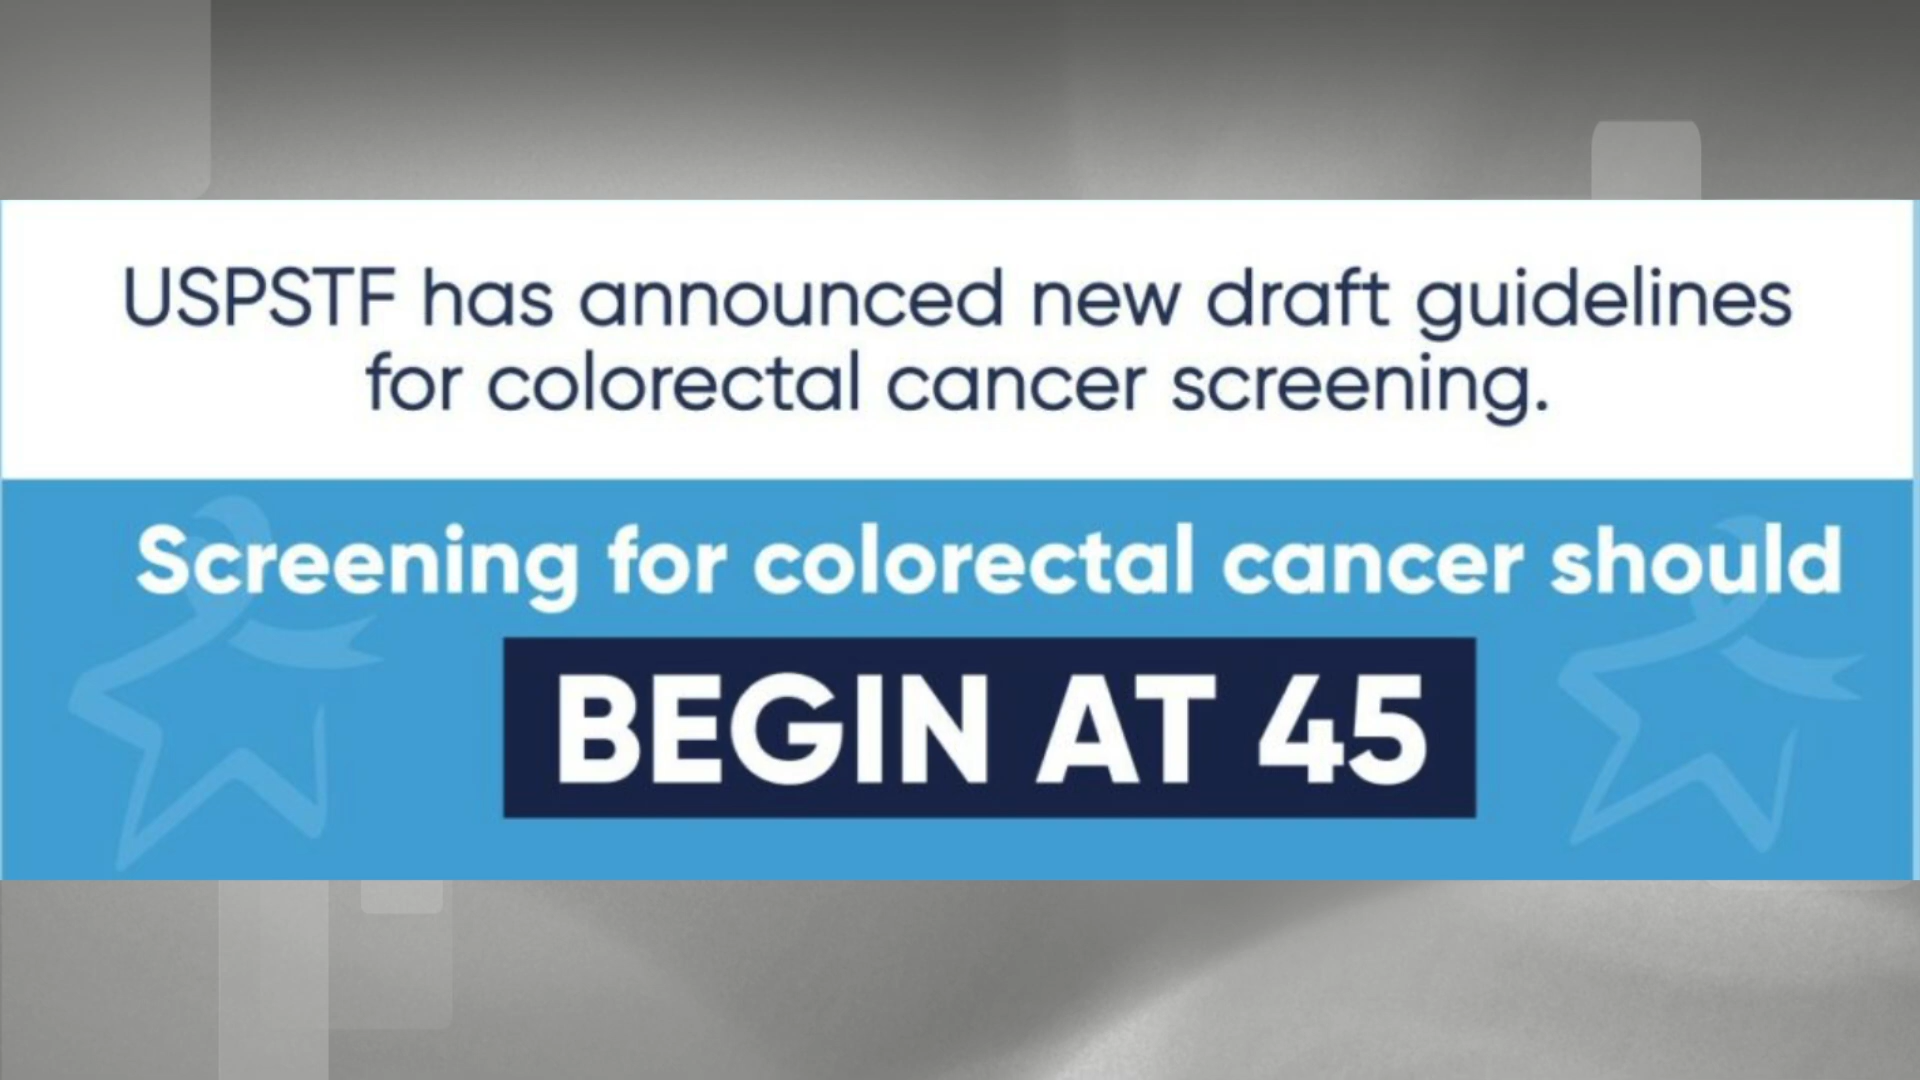 USPSTF has announced new draft guidelines
for colorectal cancer screening.
Screening for colorectal cancer should
BEGIN AT 45